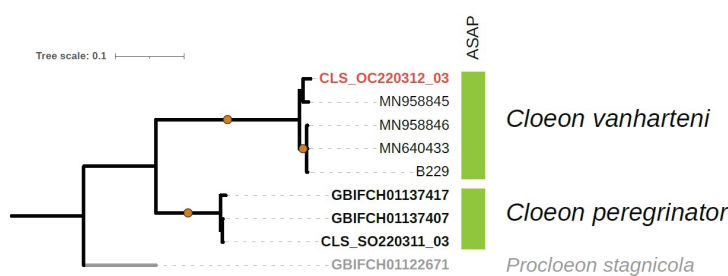 ASAP
Tree scale: 0.1
CLS_OC220312_03
MN958845
MN958846
MN640433
B229
Cloeon vanharteni
GBIFCH01137417
GBIFCH01137407
CLS_SO220311_03
Cloeon peregrinator
GBIFCH01122671
Procloeon stagnicola